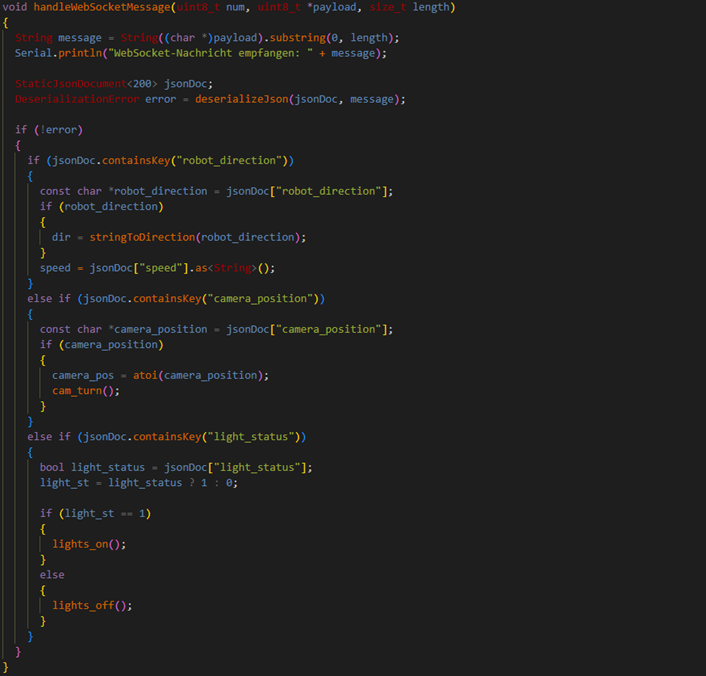 void handleWebSocketMessage(uint8_t num, uint8_t *payload, size_t length)
{
  String message = String((char *)payload).substring(0, length);
  Serial.println("WebSocket-Nachricht empfangen: " + message);

  StaticJsonDocument<200> jsonDoc;
  DeserializationError error = deserializeJson(jsonDoc, message);

  if (!error)
  {
    if (jsonDoc.containsKey("robot_direction"))
    {
      const char *robot_direction = jsonDoc["robot_direction"];
      if (robot_direction)
      {
        dir = stringToDirection(robot_direction);
      }
      speed = jsonDoc["speed"].as<String>();
    }
    else if (jsonDoc.containsKey("camera_position"))
    {
      const char *camera_position = jsonDoc["camera_position"];
      if (camera_position)
      {
        camera_pos = atoi(camera_position);
        cam_turn();
      }
    }
    else if (jsonDoc.containsKey("light_status"))
    {
      bool light_status = jsonDoc["light_status"];
      light_st = light_status ? 1 : 0;

      if (light_st == 1)
      {
        lights_on();
      }
      else
      {
        lights_off();
      }
    }
  }
}